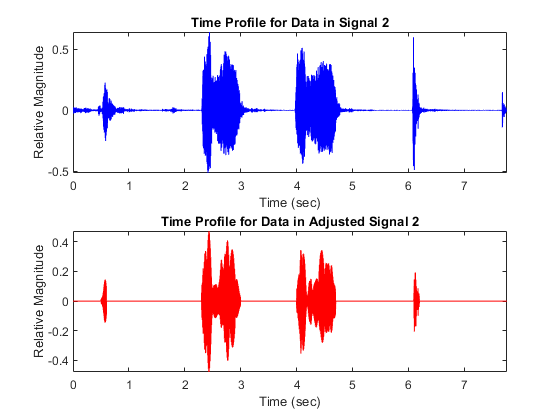 Time Profile for Data in Signal 2
Relative Magnitude
0.5
0
-0.5
0 1 2 3 4 5 6 7
Time (sec)
Time Profile for Data in Adjusted Signal 2
Relative Magnitude
0.4
0.2
0
-0.2
-0.4
0 1 2 3 4 5 6 7
Time (sec)